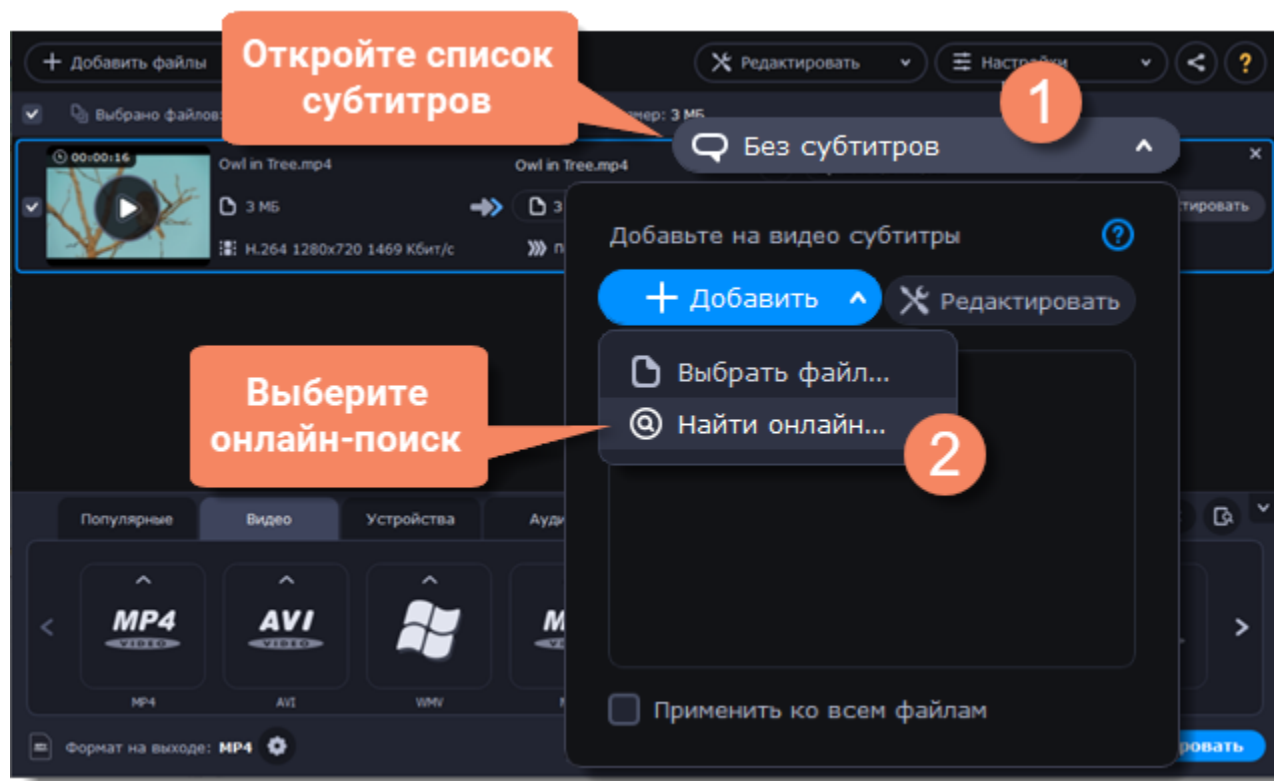 Добавить файлы
Откройте список
субтитров
Редактировать
Настройки
?
1
Выбрано файлов:
3 МБ
Без субтитров
00:00:16
Owl in Tree.mp4
Owl in Tree.mp4
3 МБ
3
H.264 1280x720 1469 Кбит/с
Добавьте на видео субтитры
?
Добавить
Редактировать
Выбрать файл...
Найти онлайн...
2
Выберите
онлайн-поиск
Популярные
Видео
Устройства
MP4
VIDEO
AVI
VIDEO
MP4
AVI
WMV
Применить ко всем файлам
Формат на выходе: MP4